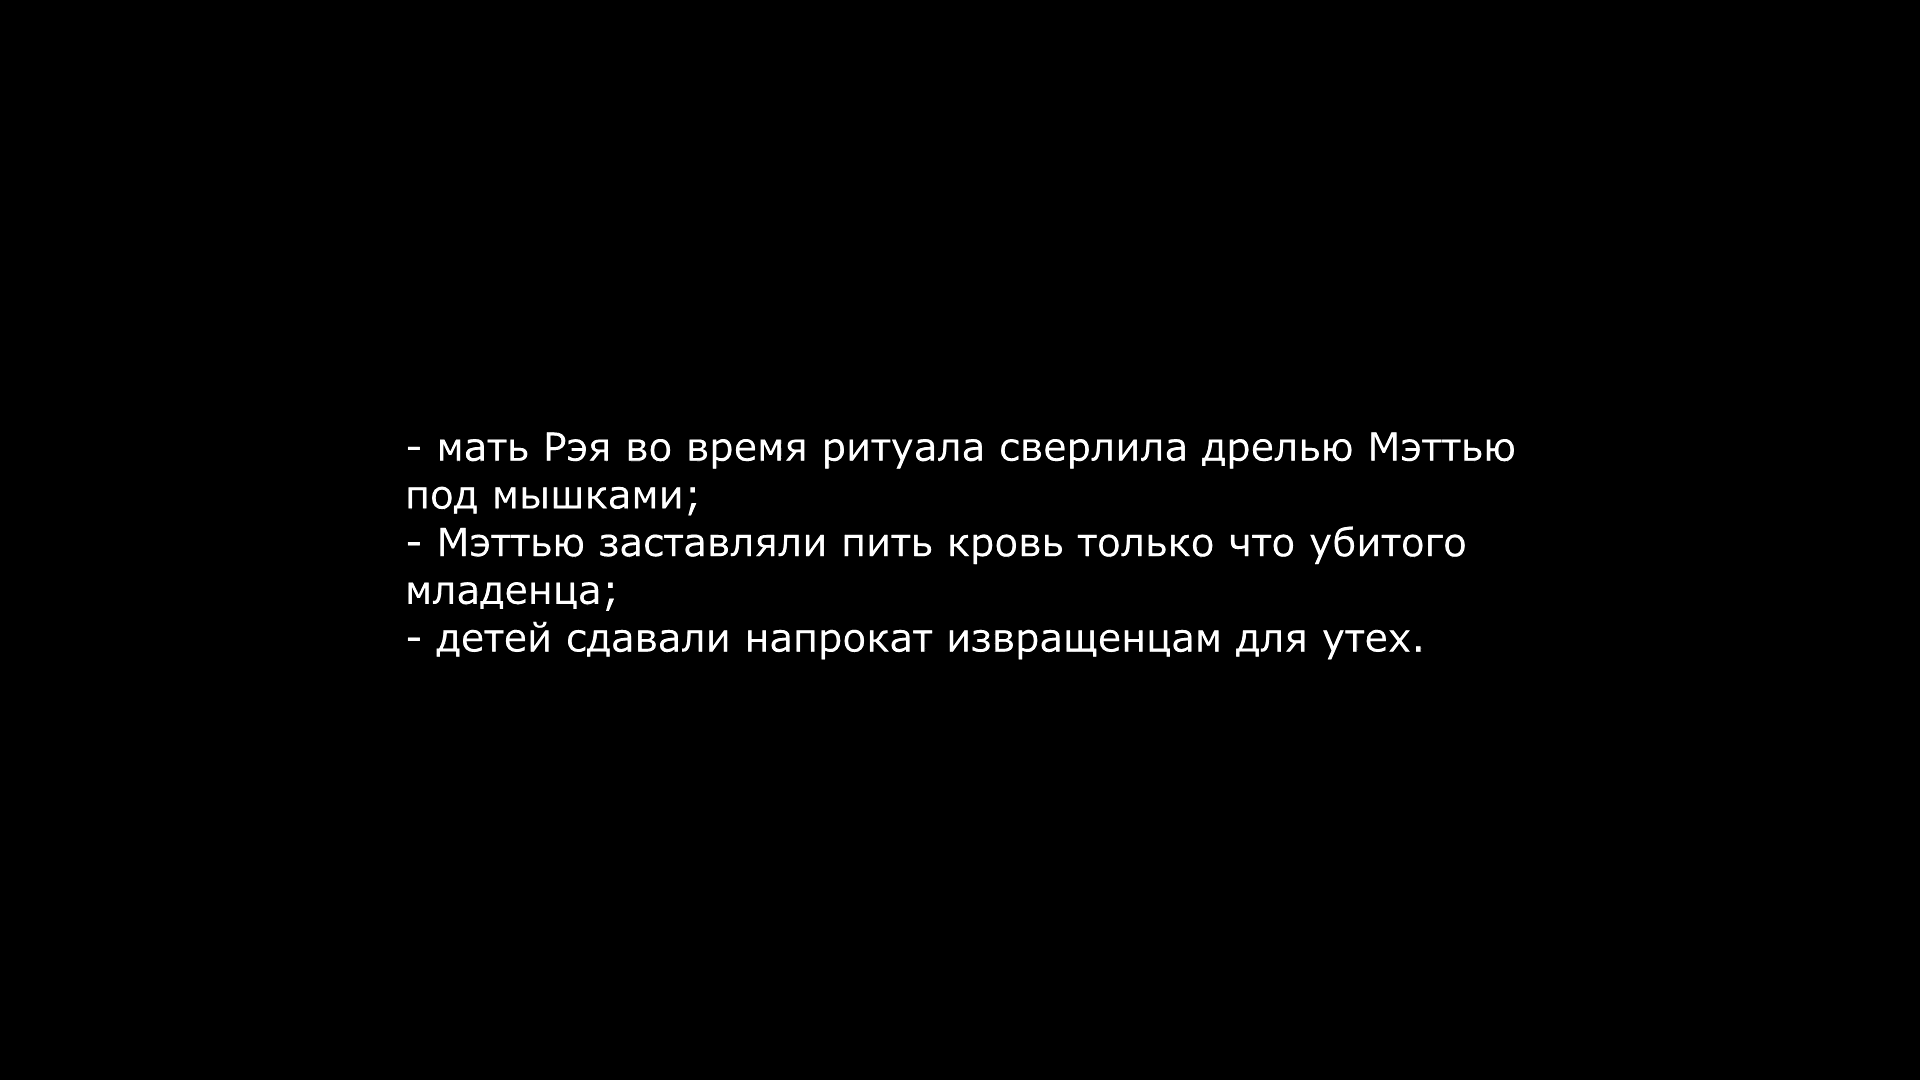 - мать Рэя во время ритуала сверлила дрелью Мэттью
под мышками;
- Мэттью заставляли пить кровь только что убитого
младенца;
- детей сдавали напрокат извращенцам для утех.